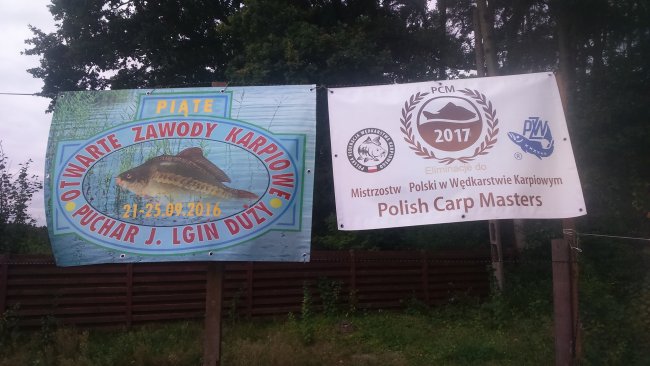 PIĄTE
OTWARTE ZAWODY KARPIOWE
21-25.09.2016
PUCHAR J. LGIN DUŻY
PCM
2017
PZW
®
Eliminacje do
Mistrzostw Polski w Wędkarstwie Karpiowym
Polish Carp Masters